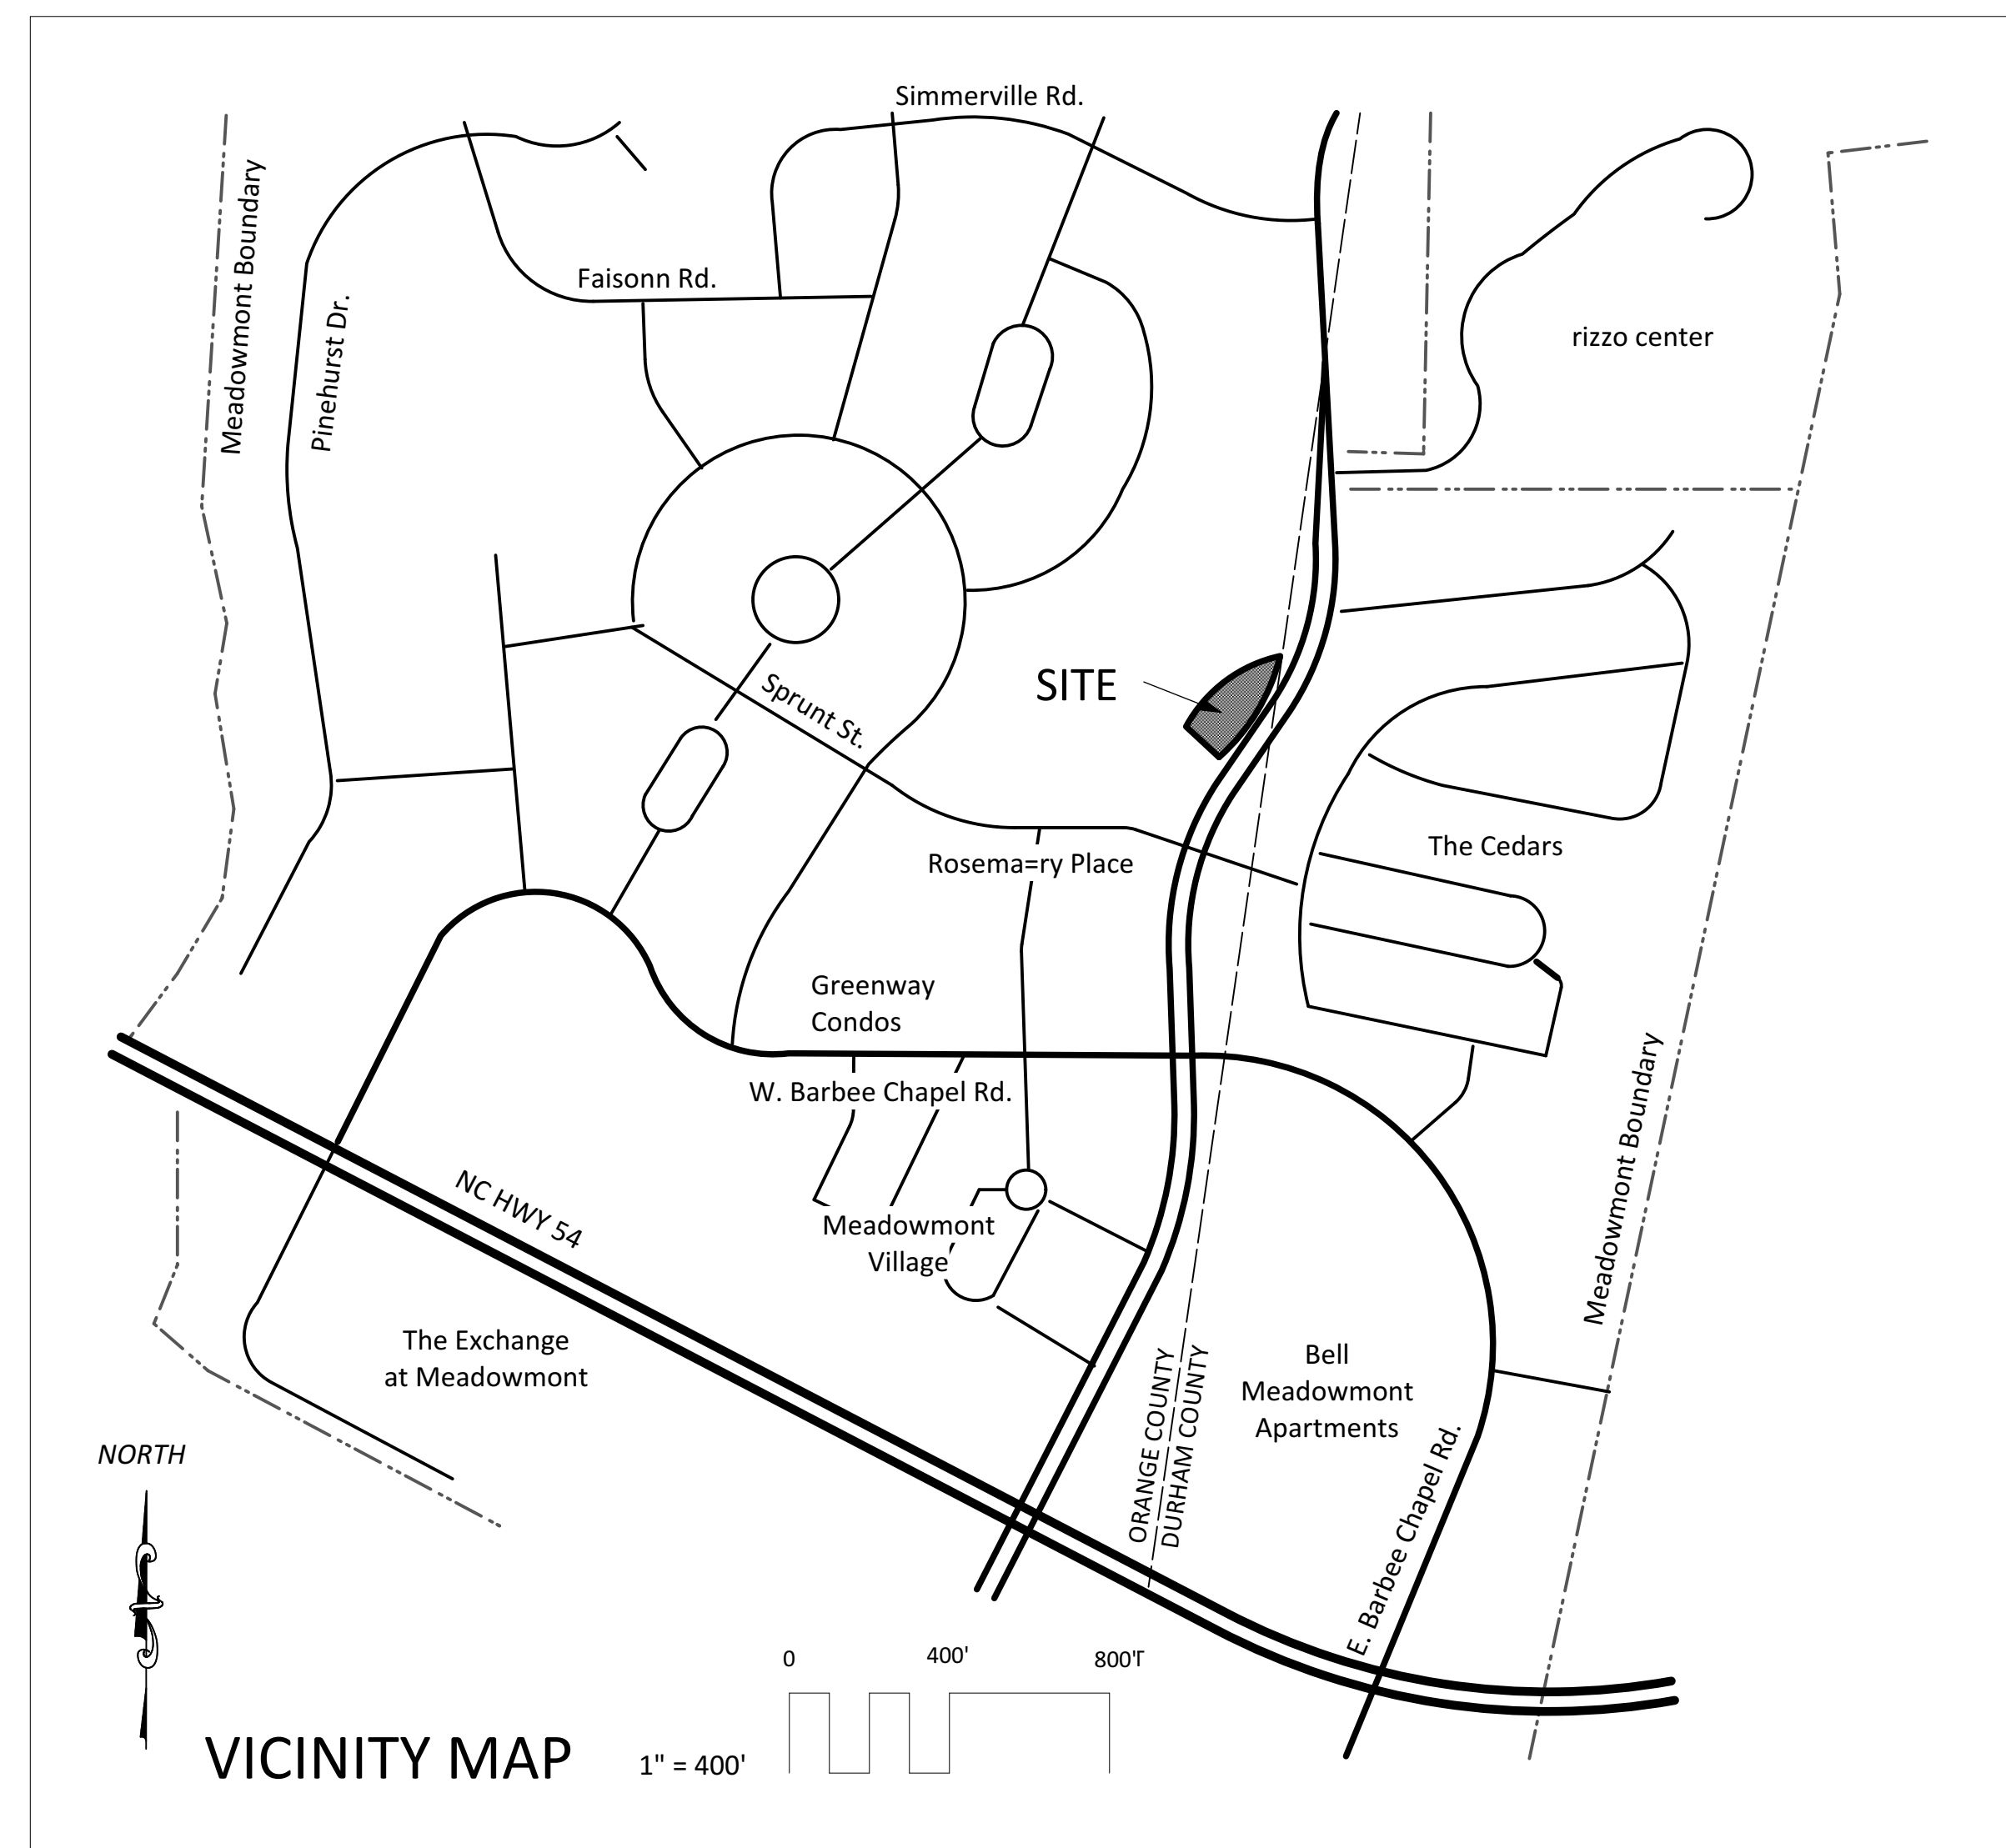 Simmerville Rd.
Meadowmont Boundary
Pinehurst Dr.
Faisonn Rd.
rizzo center
SITE
Sprunt St.
The Cedars
Rosema=ry Place
Greenway
Condos
W. Barbee Chapel Rd.
Meadowmont Boundary
NC HWY 54
Meadowmont
Village
The Exchange
at Meadowmont
Bell
Meadowmont
Apartments
ORANGE COUNTY
DURHAM COUNTY
E. Barbee Chapel Rd.
NORTH
0 400' 800'
VICINITY MAP
1" = 400'